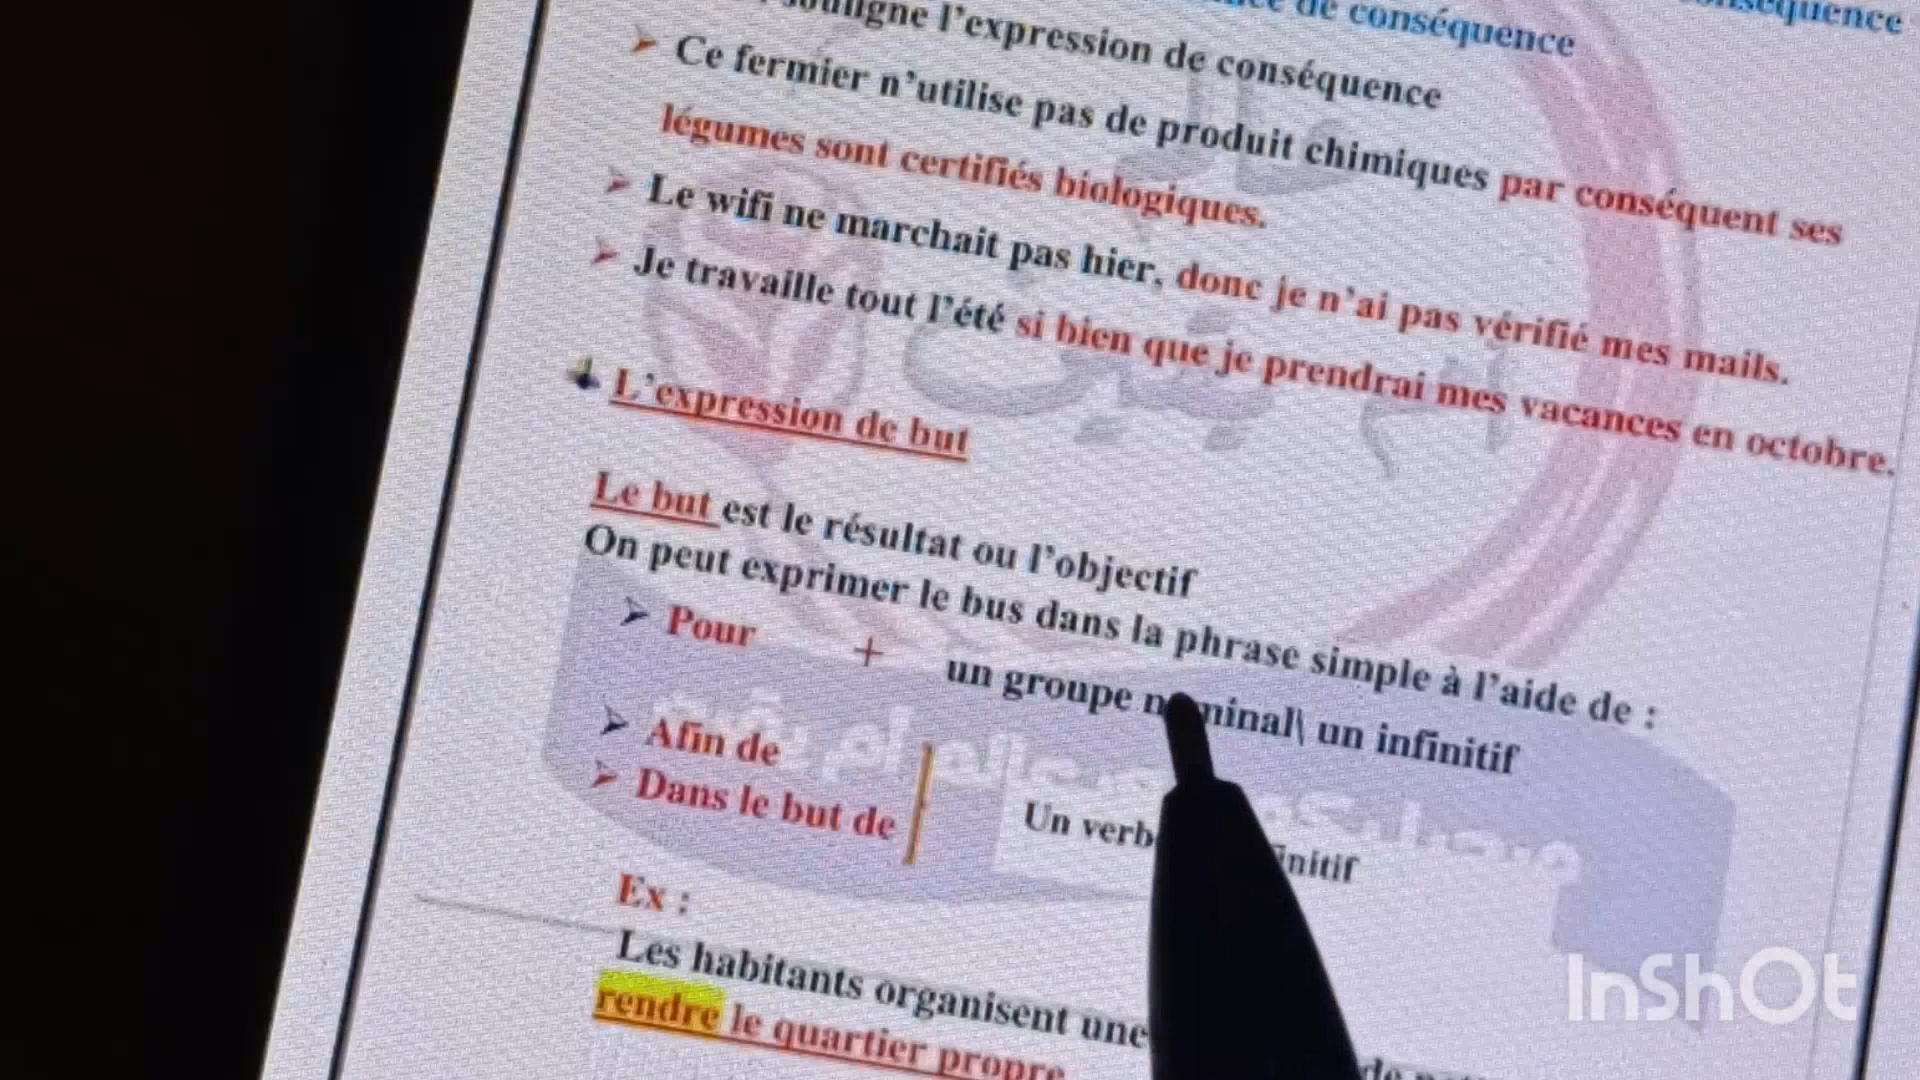 de conséquence
souligne l'expression de conséquence
➤ Ce fermier n'utilise pas de produit chimiques par conséquent ses
légumes sont certifiés biologiques.
➤ Le wifi ne marchait pas hier, donc je n'ai pas vérifié mes mails.
➤ Je travaille tout l'été si bien que je prendrai mes vacances en octobre.
L'expression de but
Le but est le résultat ou l'objectif
On peut exprimer le bus dans la phrase simple à l'aide de :
➤ Pour + un groupe nominal\ un infinitif
➤ Afin de
➤ Dans le but de
Un verb
Ex :
Les habitants organisent une
rendre le quartier propre
InShOt